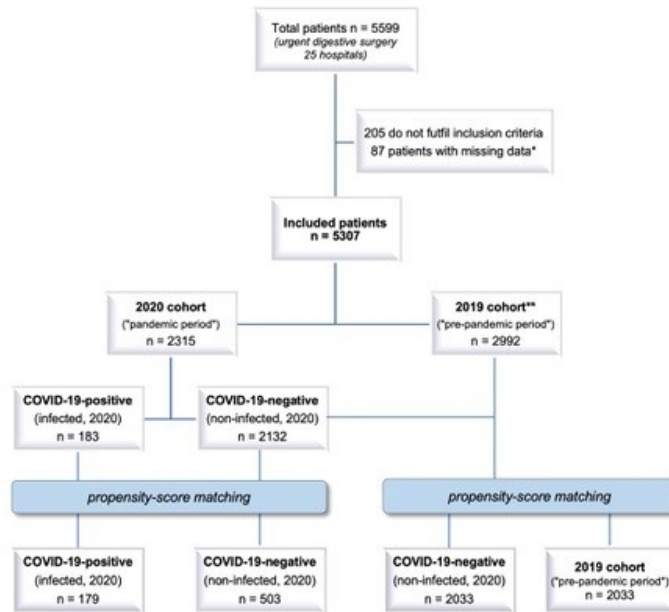 Total patients n = 5599
(urgent digestive surgery
25 hospitals)
205 do not futfil inclusion criteria
87 patients with missing data*
Included patients
n = 5307
2020 cohort
("pandemic period")
n = 2315
2019 cohort**
("pre-pandemic period")
n = 2992
COVID-19-positive
(infected, 2020)
n = 183
COVID-19-negative
(non-infected, 2020)
n = 2132
propensity-score matching
propensity-score matching
COVID-19-positive
(infected, 2020)
n = 179
COVID-19-negative
(non-infected, 2020)
n = 503
COVID-19-negative
(non-infected, 2020)
n = 2033
2019 cohort
("pre-pandemic period")
n = 2033